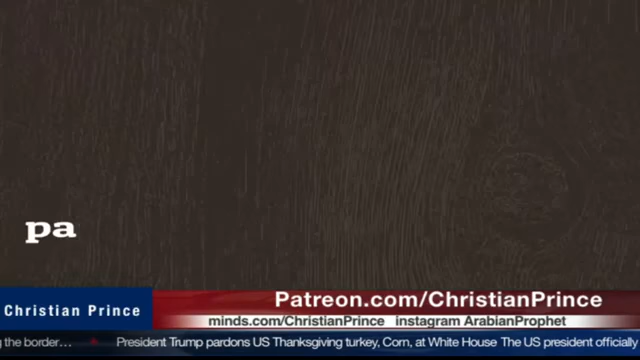 pa
Christian Prince
Patreon.com/ChristianPrince
minds.com/ChristianPrince instagram ArabianProphet
the border... President Trump pardons US Thanksgiving turkey, Corn, at White House The US president officially